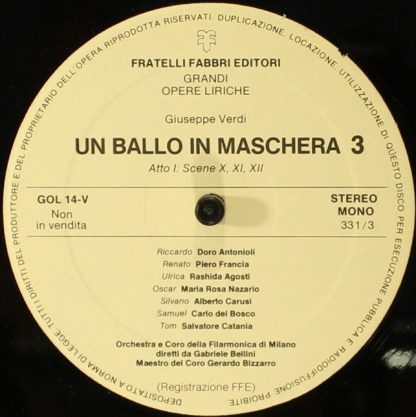 DEPOSITATO A NORMA DI LEGGE. TUTTI I DIRITTI DEL PRODUTTORE E DEL PROPRIETARIO DELL'OPERA RIPRODOTTA RISERVATI. DUPLICAZIONE, LOCAZIONE, UTILIZZAZIONE DI QUESTO DISCO PER ESECUZIONE PUBBLICA E RADIODIFFUSIONE PROIBITE.
FRATELLI FABBRI EDITORI
GRANDI
OPERE LIRICHE
Giuseppe Verdi
UN BALLO IN MASCHERA 3
Atto I: Scene X, XI, XII
GOL 14-V
Non
in vendita
STEREO
MONO
33 1/3
Riccardo Doro Antonioli
Renato Piero Francia
Ulrica Rashida Agosti
Oscar Maria Rosa Nazario
Silvano Alberto Carusi
Samuel Carlo del Bosco
Tom Salvatore Catania
Orchestra e Coro della Filarmonica di Milano
diretti da Gabriele Bellini
Maestro del Coro Gerardo Bizzarro
(Registrazione FFE)